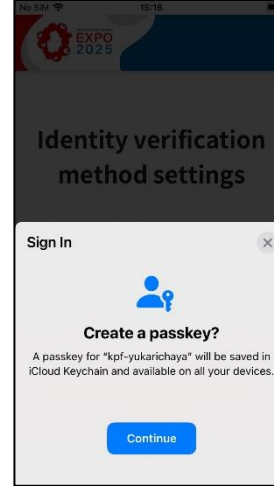 No SIM 15:16
EXPO
2025
Identity verification
method settings
Sign In
Create a passkey?
A passkey for “kpf-yukarichaya” will be saved in
iCloud Keychain and available on all your devices.
Continue